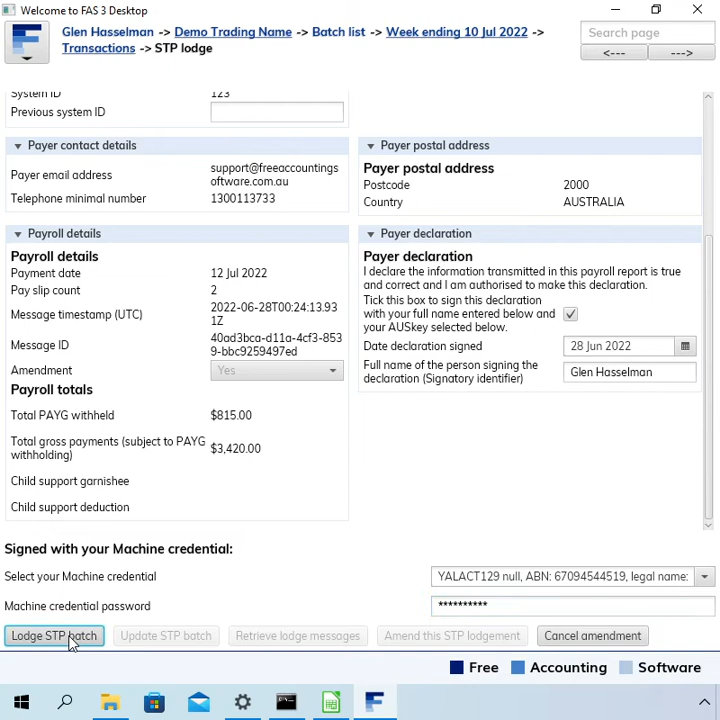 Welcome to FAS 3 Desktop
Glen Hasselman -> Demo Trading Name -> Batch list -> Week ending 10 Jul 2022 ->
Transactions -> STP lodge
Search page
<---
--->
System ID 123
Previous system ID
Payer contact details
Payer email address
support@freeaccountings
oftware.com.au
Telephone minimal number 1300113733
Payer postal address
Payer postal address
Postcode 2000
Country AUSTRALIA
Payroll details
Payroll details
Payment date 12 Jul 2022
Pay slip count 2
Message timestamp (UTC)
2022-06-28T00:24:13.93
1Z
Message ID
40ad3bca-d11a-4cf3-853
9-bbc9259497ed
Amendment Yes
Payroll totals
Total PAYG withheld $815.00
Total gross payments (subject to PAYG
withholding)
$3,420.00
Child support garnishee
Child support deduction
Payer declaration
Payer declaration
I declare the information transmitted in this payroll report is true
and correct and I am authorised to make this declaration.
Tick this box to sign this declaration
with your full name entered below and
your AUSkey selected below.
Date declaration signed 28 Jun 2022
Full name of the person signing the
declaration (Signatory identifier)
Glen Hasselman
Signed with your Machine credential:
Select your Machine credential YALACT129 null, ABN: 67094544519, legal name:
Machine credential password **********
Lodge STP batch
Update STP batch
Retrieve lodge messages
Amend this STP lodgement
Cancel amendment
Free Accounting Software